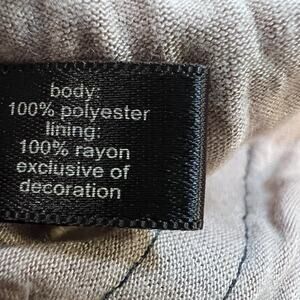 body:
100% polyester
lining:
100% rayon
exclusive of
decoration